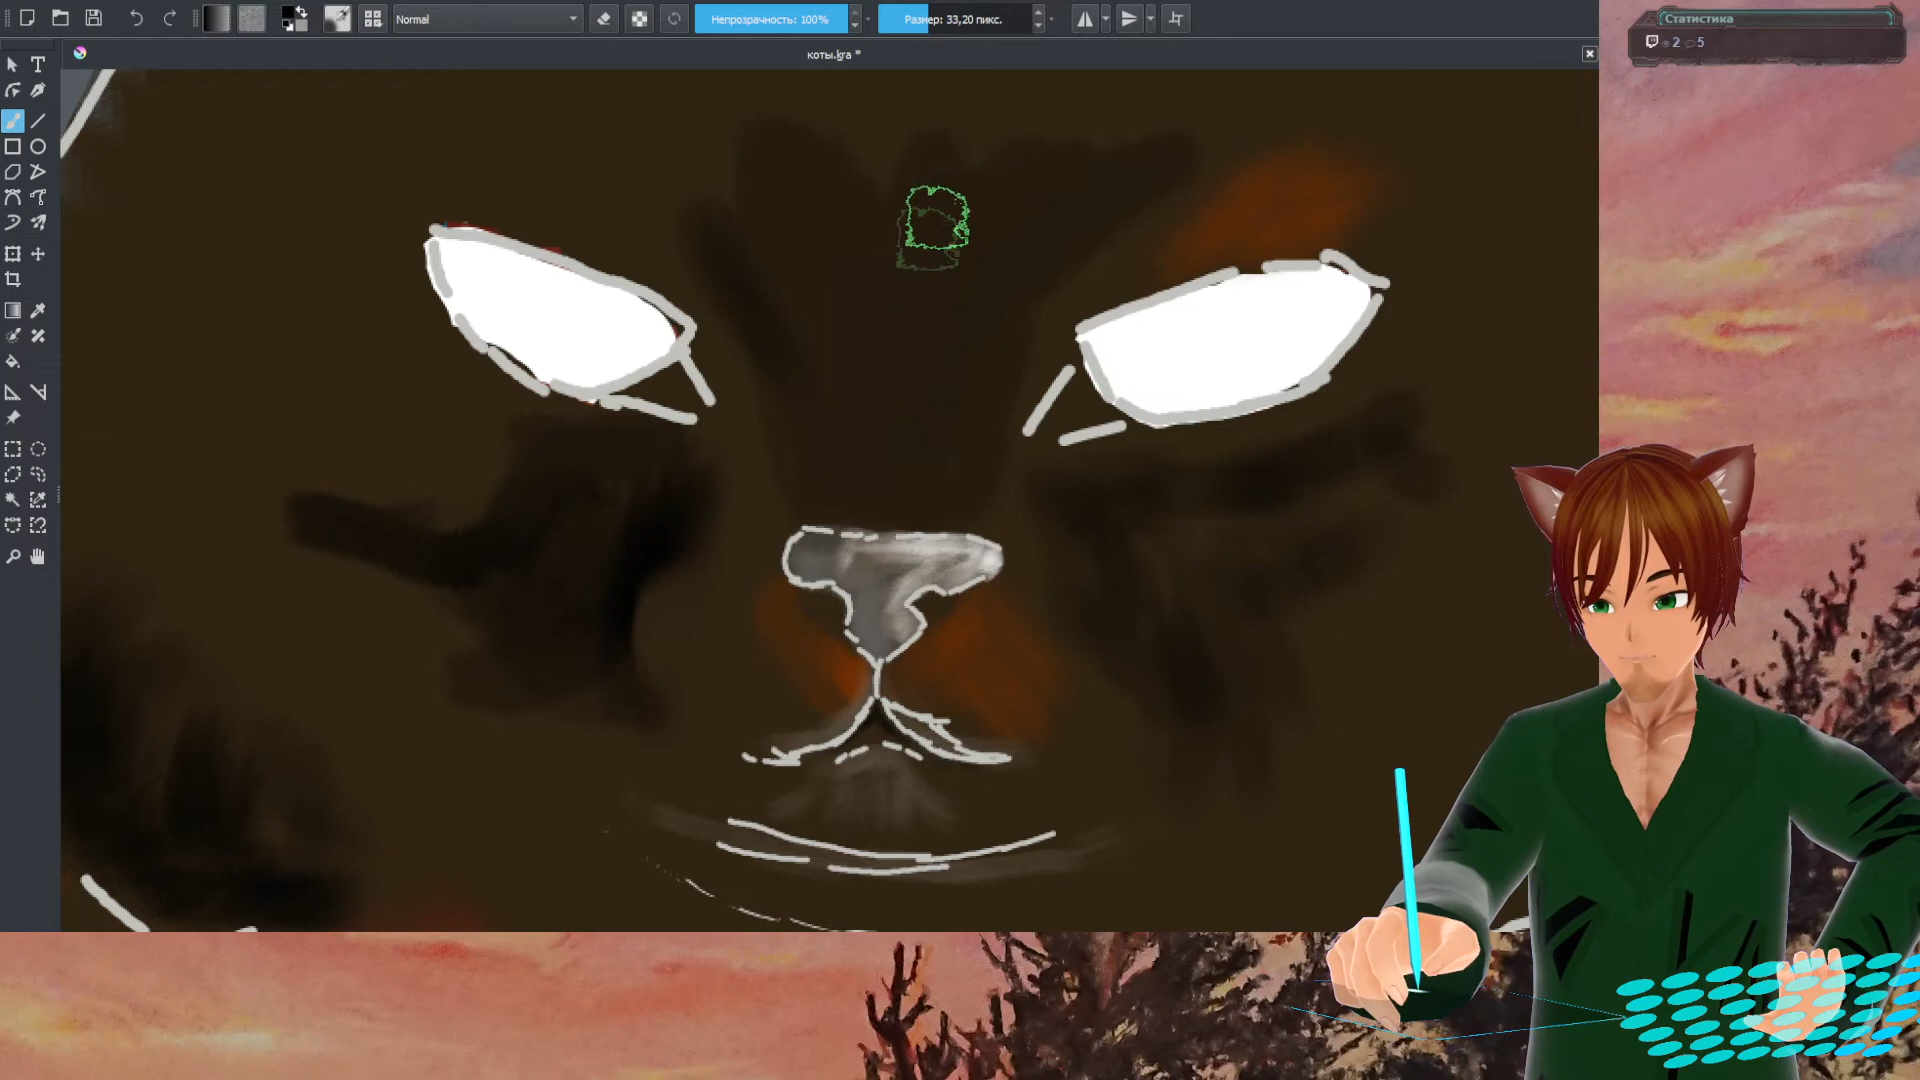 Normal
Непрозрачность: 100%
Размер: 33,20 пикс.
коты.kra *
Статистика
2 5